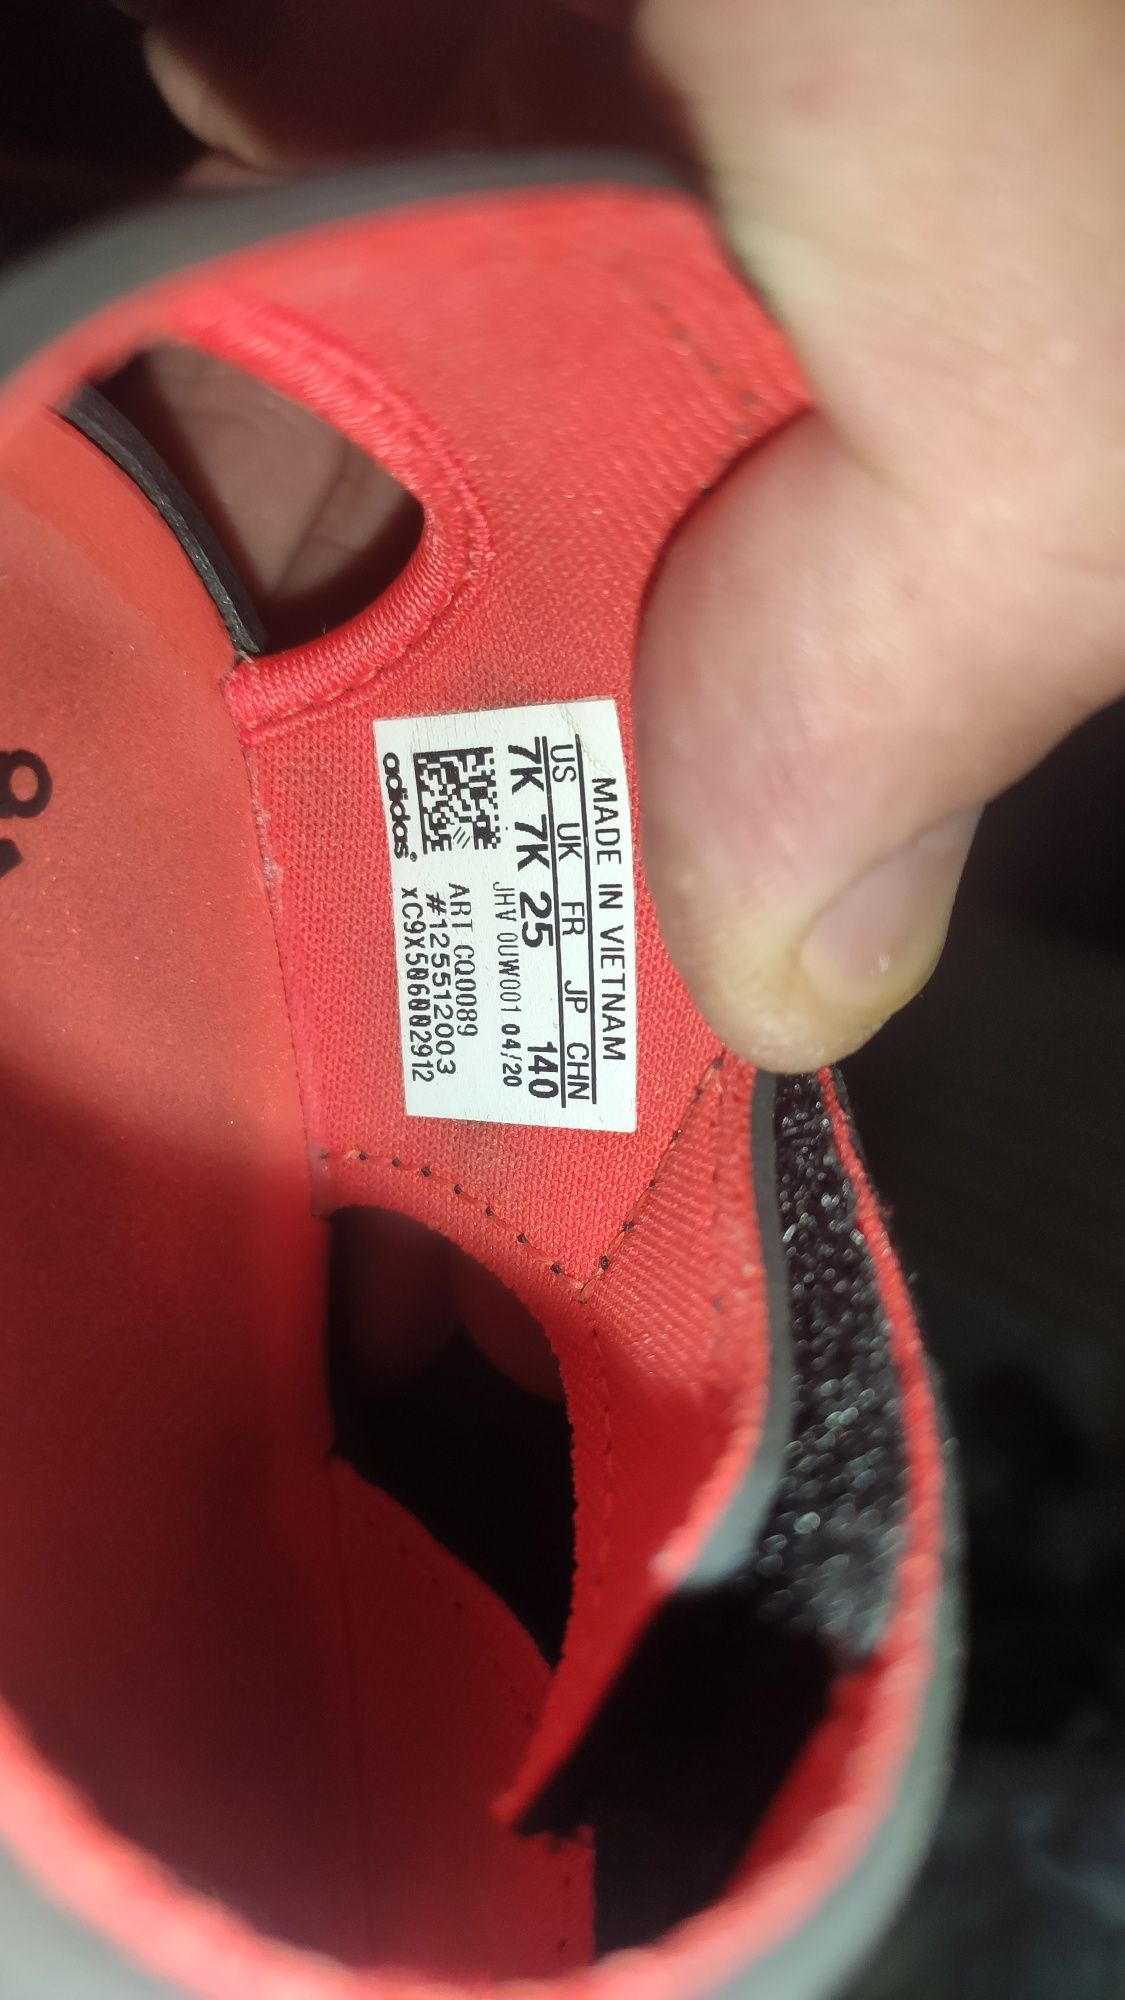 MADE IN VIETNAM
US UK FR JP CHN
7K 7K 25 140
JHV 0UW001 04/20
ART CQ0089
#125512003
adidas®